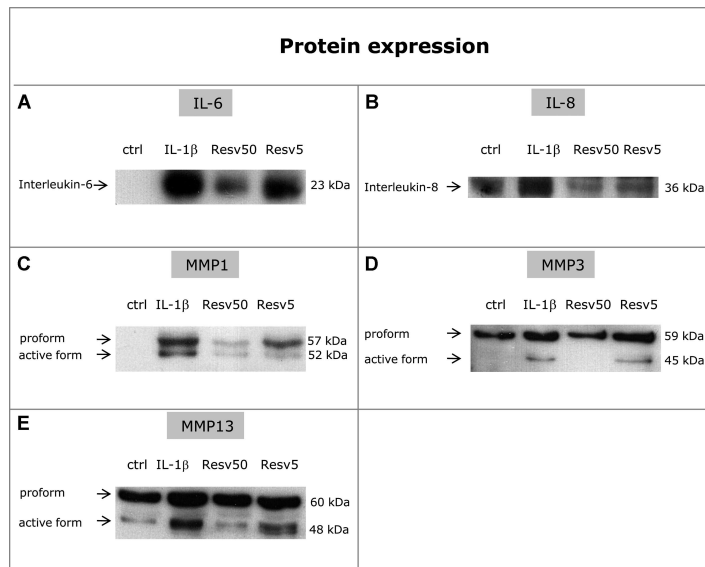 Protein expression
A
IL-6
ctrl IL-1β Resv50 Resv5
Interleukin-6 23 kDa
B
IL-8
ctrl IL-1β Resv50 Resv5
Interleukin-8 36 kDa
C
MMP1
ctrl IL-1β Resv50 Resv5
proform 57 kDa
active form 52 kDa
D
MMP3
ctrl IL-1β Resv50 Resv5
proform 59 kDa
active form 45 kDa
E
MMP13
ctrl IL-1β Resv50 Resv5
proform 60 kDa
active form 48 kDa